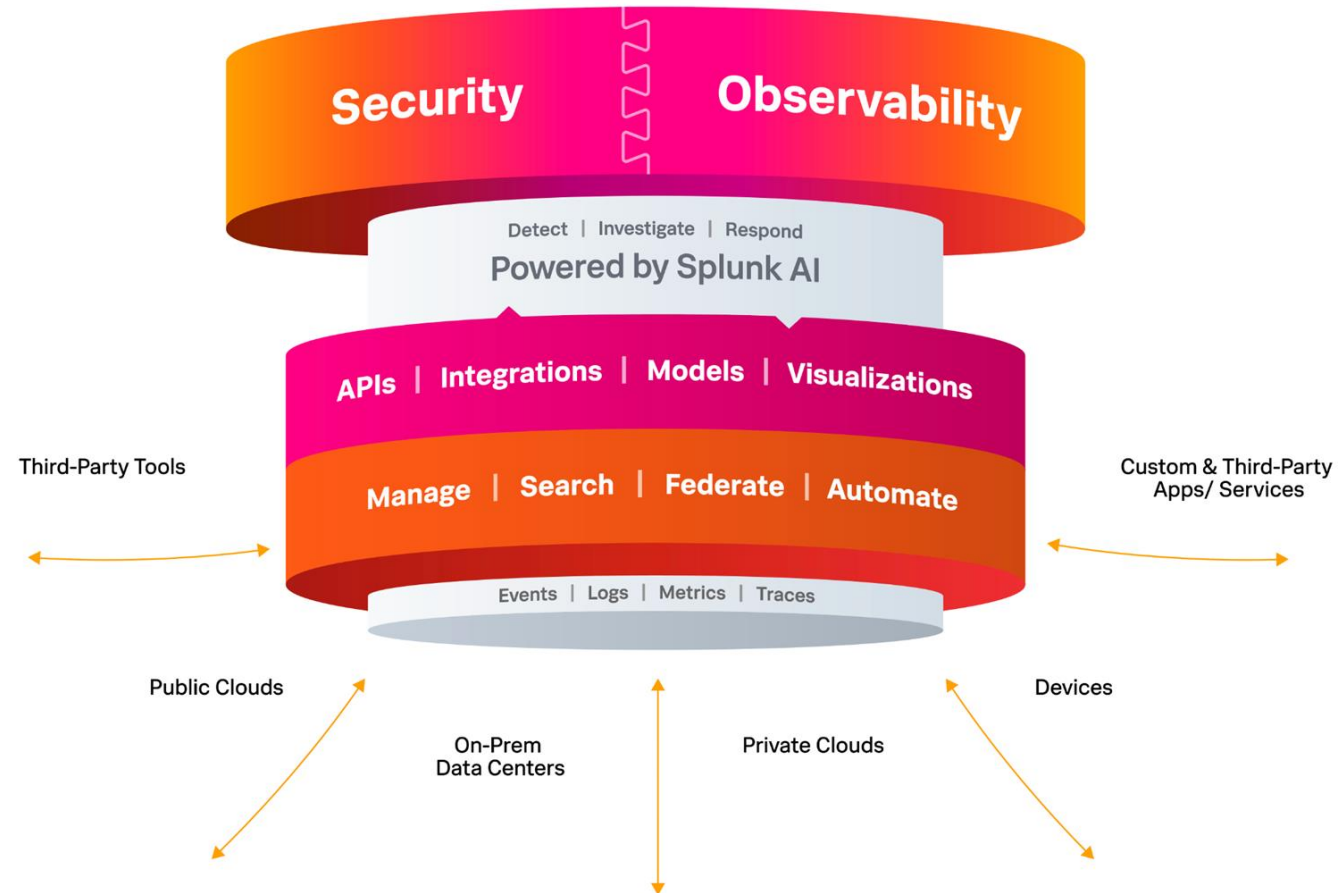 Security
Observability
Detect | Investigate | Respond
Powered by Splunk AI
APIs | Integrations | Models | Visualizations
Manage | Search | Federate | Automate
Third-Party Tools
Custom & Third-Party
Apps/ Services
Events | Logs | Metrics | Traces
Public Clouds
Devices
On-Prem
Data Centers
Private Clouds